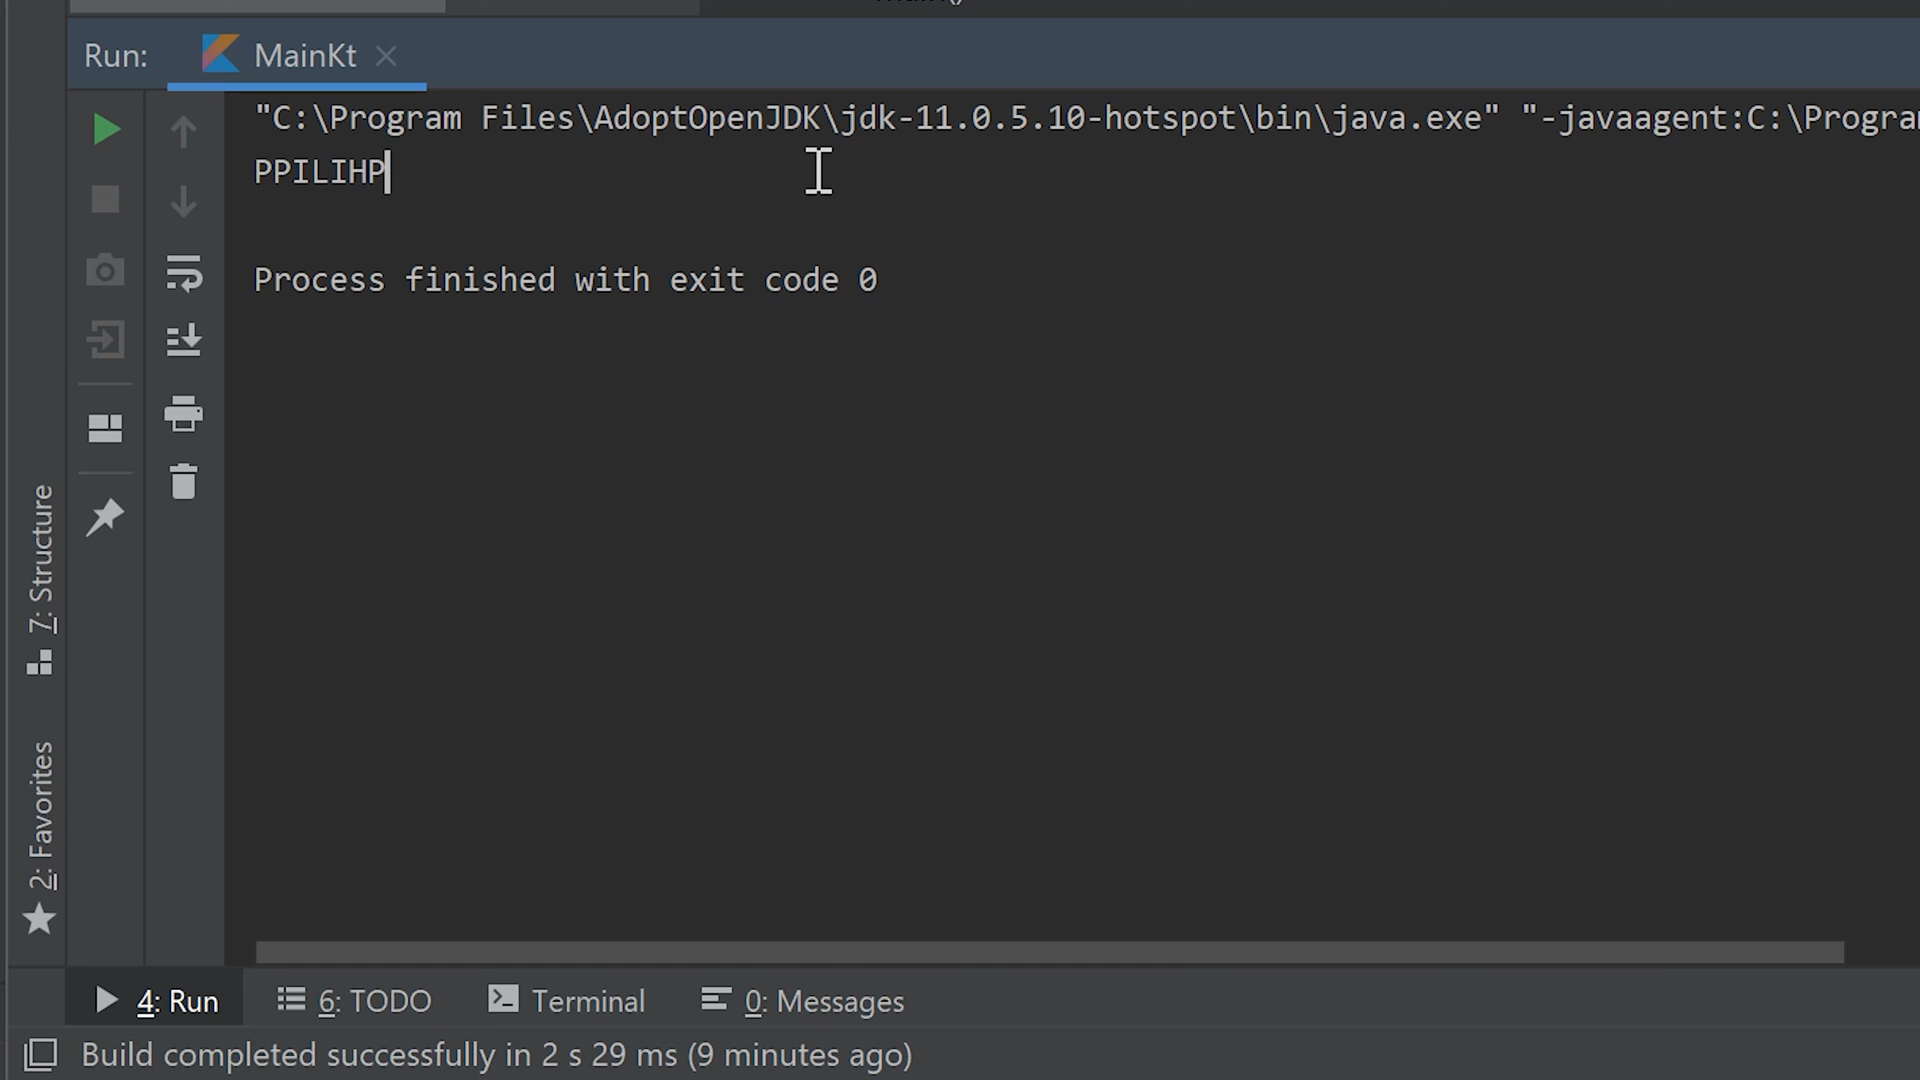 Run: MainKt
"C:\Program Files\AdoptOpenJDK\jdk-11.0.5.10-hotspot\bin\java.exe" "-javaagent:C:\Program
PPILIHP
Process finished with exit code 0
7: Structure
2: Favorites
4: Run 6: TODO Terminal 0: Messages
Build completed successfully in 2 s 29 ms (9 minutes ago)